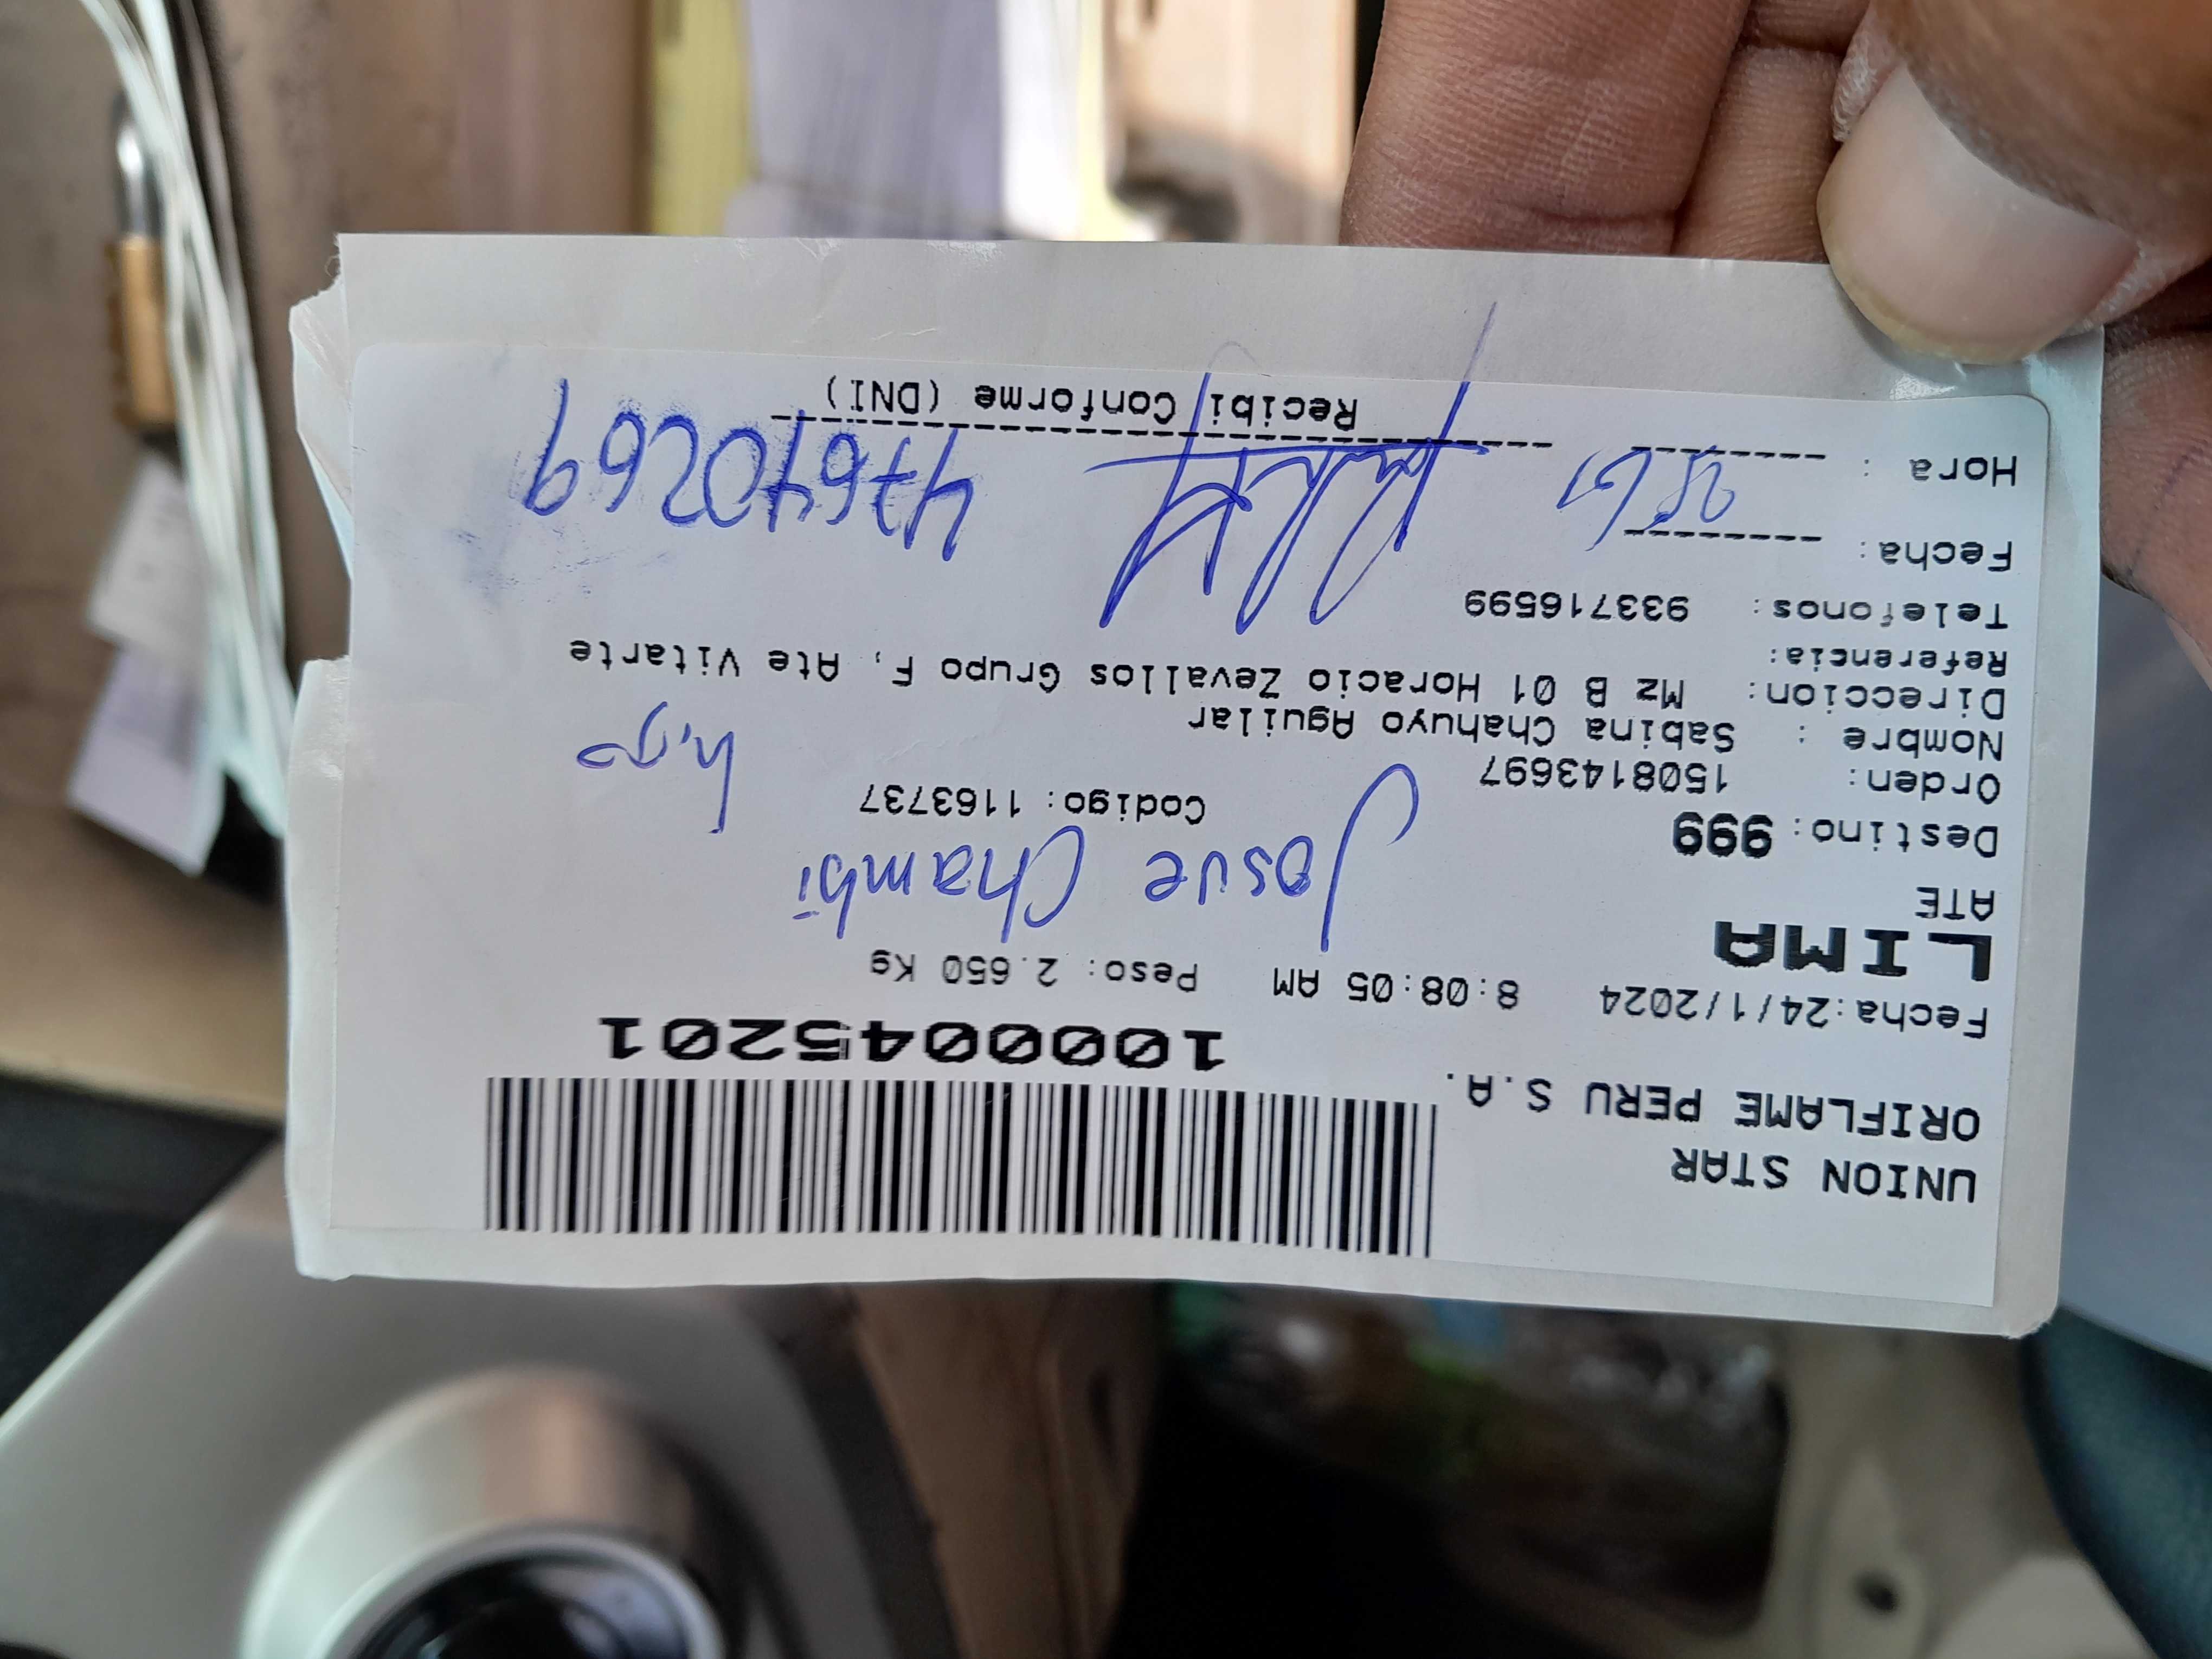 UNION STAR
ORIFLAME PERU S.A.
1000045201
Fecha:24/1/2024 8:08:05 AM Peso: 2.650 Kg
LIMA
ATE
Josue Chambi
Destino: 999
Codigo: 1163737
hijo
Orden: 1508143697
Nombre : Sabina Chahuyo Aguilar
Direccion: Mz B 01 Horacio Zevallos Grupo F, Ate Vitarte
Referencia:
Telefonos: 933716599
Fecha: --------
47640269
Hora : --------
Recibi Conforme (DNI)